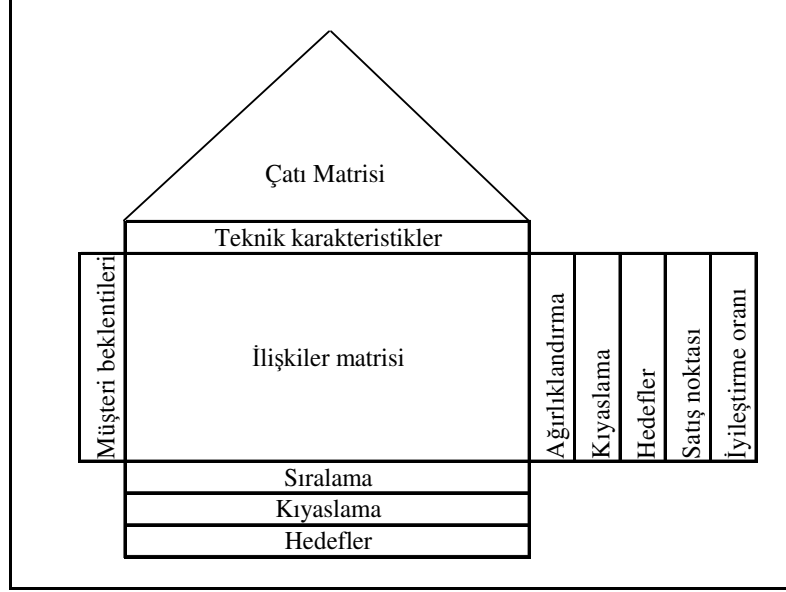 Çatı Matrisi
Teknik karakteristikler
Müşteri beklentileri
İlişkiler matrisi
Ağırlıklandırma
Kıyaslama
Hedefler
Satış noktası
İyileştirme oranı
Sıralama
Kıyaslama
Hedefler